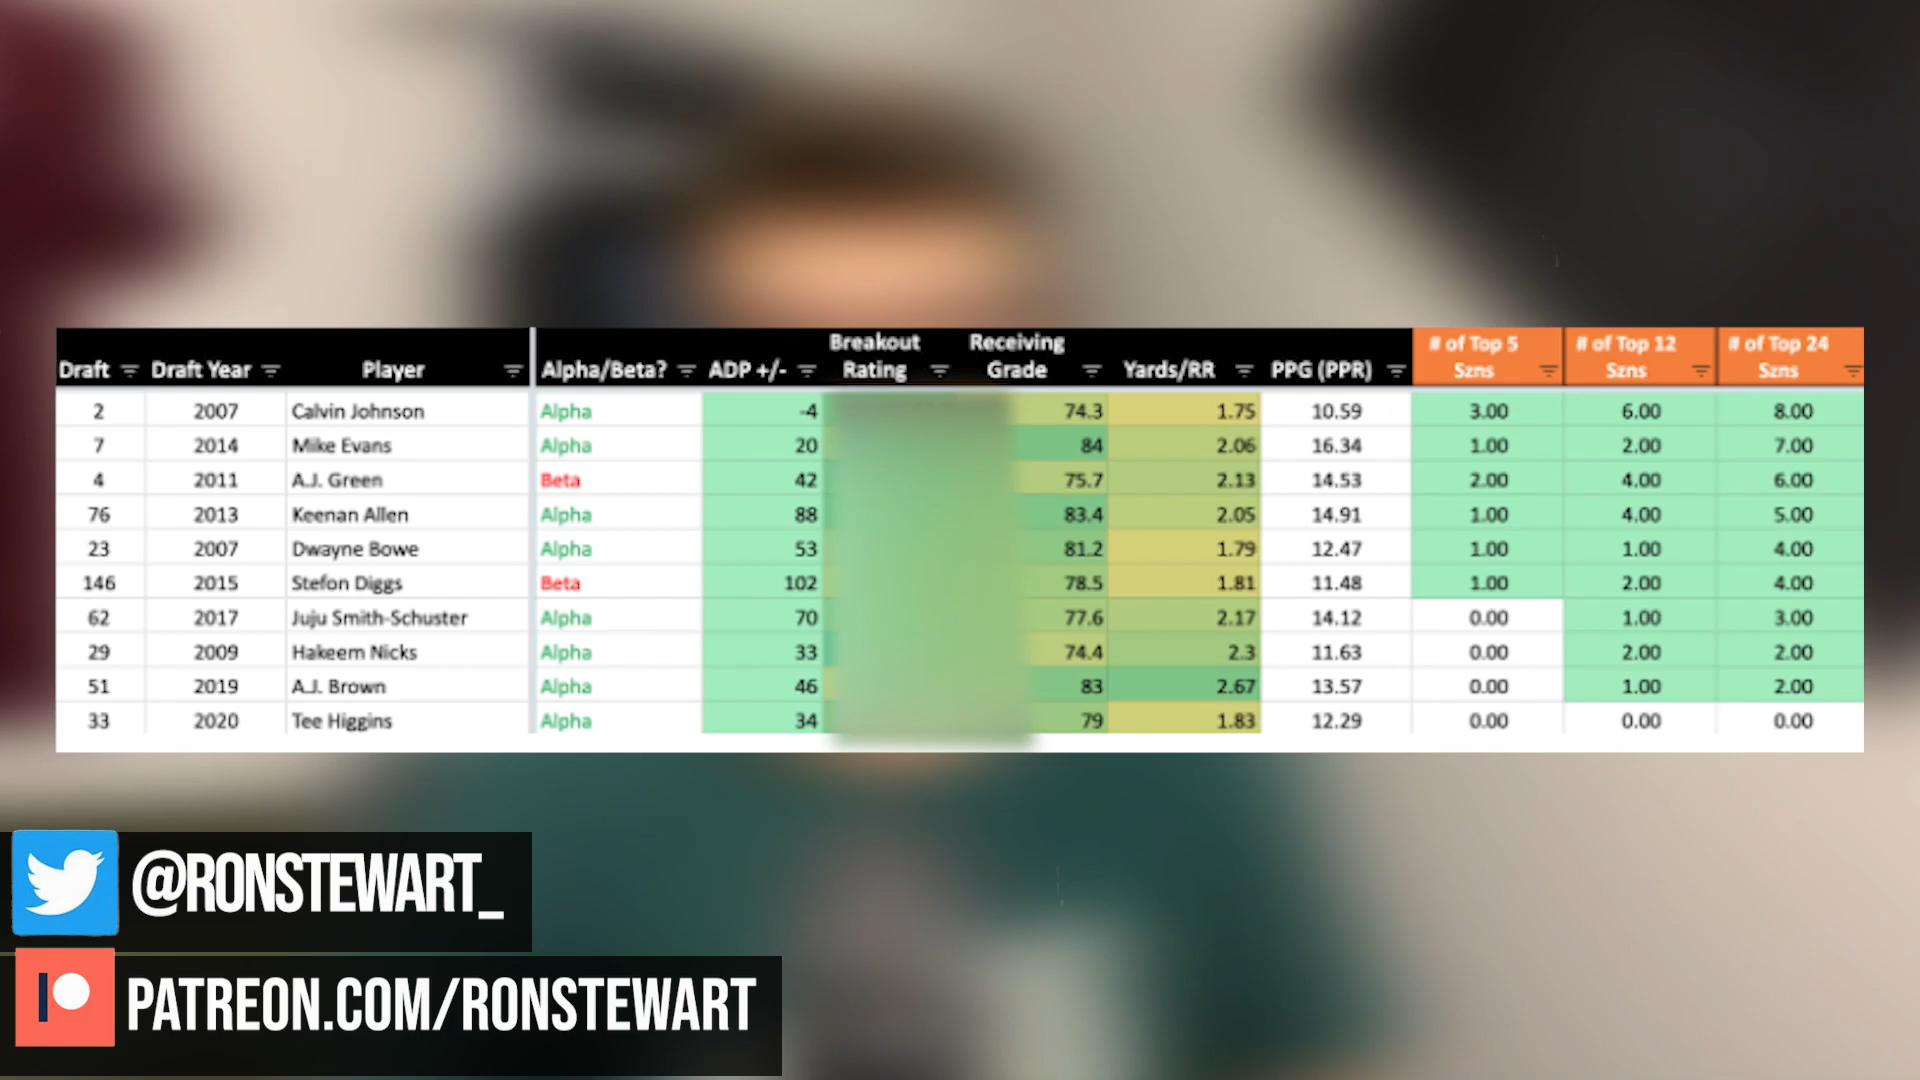 Draft Draft Year Player Alpha/Beta? ADP +/- Breakout Rating Receiving Grade Yards/RR PPG (PPR) # of Top 5 Szns # of Top 12 Szns # of Top 24 Szns
2 2007 Calvin Johnson Alpha -4 74.3 1.75 10.59 3.00 6.00 8.00
7 2014 Mike Evans Alpha 20 84 2.06 16.34 1.00 2.00 7.00
4 2011 A.J. Green Beta 42 75.7 2.13 14.53 2.00 4.00 6.00
76 2013 Keenan Allen Alpha 88 83.4 2.05 14.91 1.00 4.00 5.00
23 2007 Dwayne Bowe Alpha 53 81.2 1.79 12.47 1.00 1.00 4.00
146 2015 Stefon Diggs Beta 102 78.5 1.81 11.48 1.00 2.00 4.00
62 2017 Juju Smith-Schuster Alpha 70 77.6 2.17 14.12 0.00 1.00 3.00
29 2009 Hakeem Nicks Alpha 33 74.4 2.3 11.63 0.00 2.00 2.00
51 2019 A.J. Brown Alpha 46 83 2.67 13.57 0.00 1.00 2.00
33 2020 Tee Higgins Alpha 34 79 1.83 12.29 0.00 0.00 0.00
@RONSTEWART_
PATREON.COM/RONSTEWART